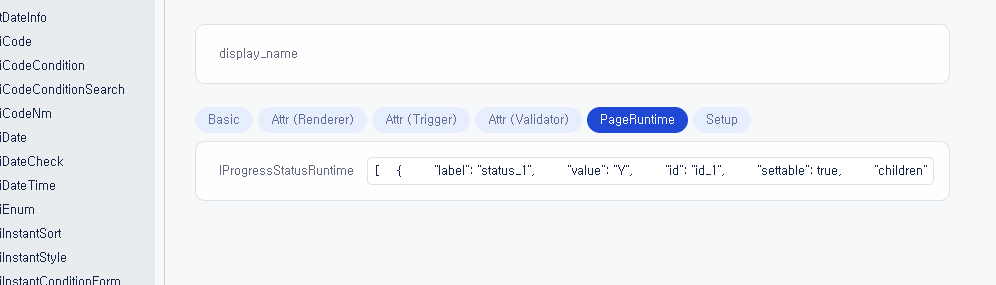 tDateInfo
iCode
iCodeCondition
iCodeConditionSearch
iCodeNm
iDate
iDateCheck
iDateTime
iEnum
iInstantSort
iInstantStyle
iInstantConditionForm
display_name
Basic Attr (Renderer) Attr (Trigger) Attr (Validator) PageRuntime Setup
IProgressStatusRuntime [ { "label": "status_1", "value": "Y", "id": "id_1", "settable": true, "children"